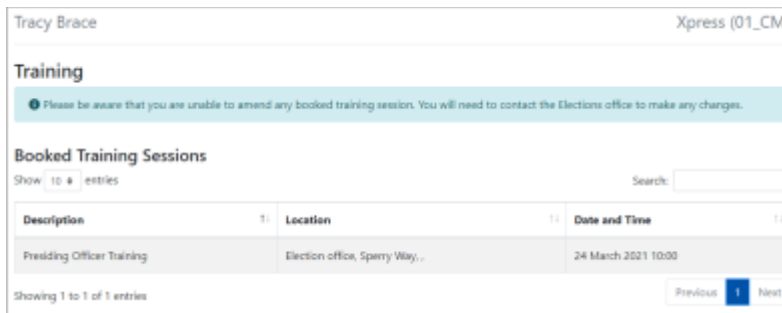 Tracy Brace Xpress (01_CM
Training
Please be aware that you are unable to amend any booked training session. You will need to contact the Elections office to make any changes.
Booked Training Sessions
Show 10 entries Search:
Description Location Date and Time
Presiding Officer Training Election office, Sperry Way,.. 24 March 2021 10:00
Showing 1 to 1 of 1 entries Previous 1 Next